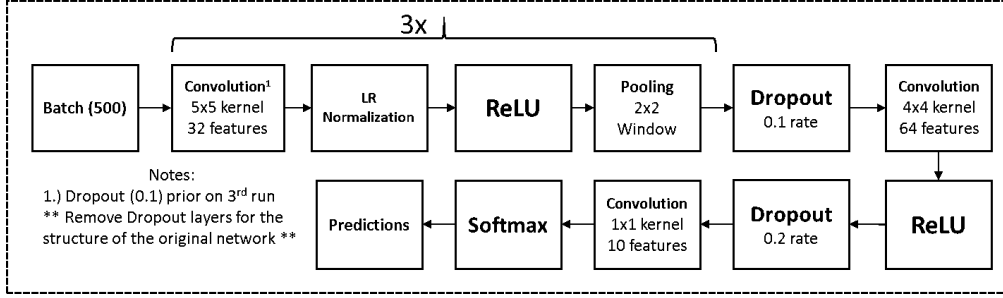 3x
Batch (500)
Convolution¹
5x5 kernel
32 features
LR
Normalization
ReLU
Pooling
2x2
Window
Dropout
0.1 rate
Convolution
4x4 kernel
64 features
Notes:
1.) Dropout (0.1) prior on 3rd run
** Remove Dropout layers for the
structure of the original network **
Predictions
Softmax
Convolution
1x1 kernel
10 features
Dropout
0.2 rate
ReLU